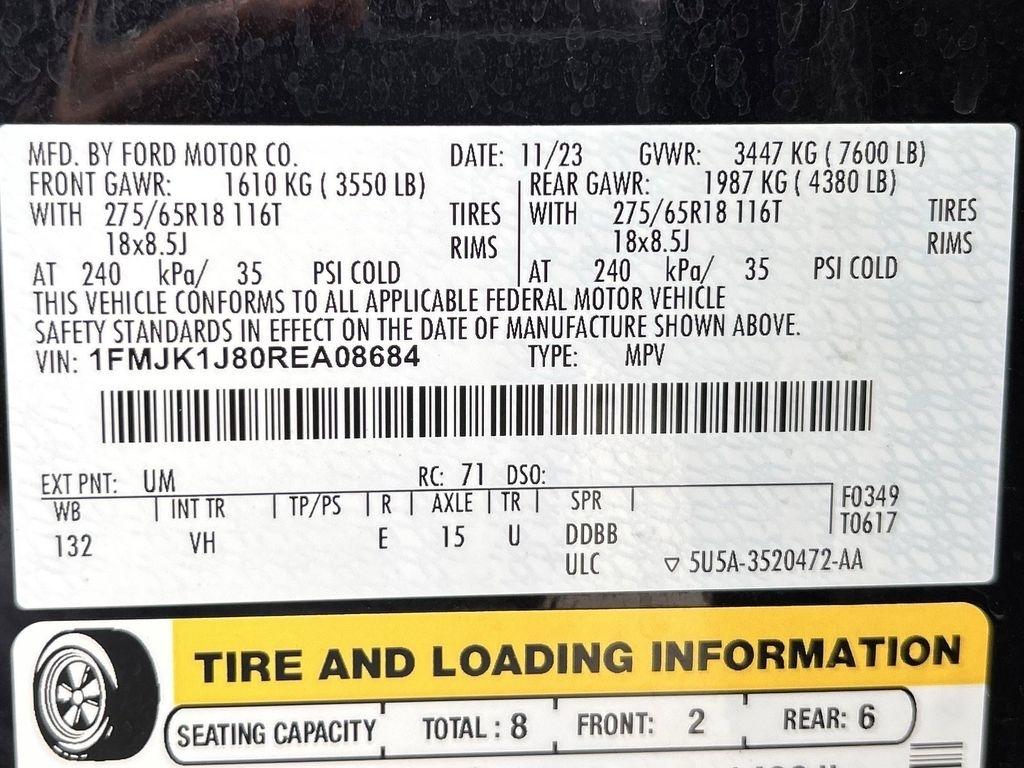 MFD. BY FORD MOTOR CO. DATE: 11/23 GVWR: 3447 KG ( 7600 LB)
FRONT GAWR: 1610 KG ( 3550 LB) REAR GAWR: 1987 KG ( 4380 LB)
WITH 275/65R18 116T TIRES WITH 275/65R18 116T TIRES
18x8.5J RIMS 18x8.5J RIMS
AT 240 kPa/ 35 PSI COLD AT 240 kPa/ 35 PSI COLD
THIS VEHICLE CONFORMS TO ALL APPLICABLE FEDERAL MOTOR VEHICLE
SAFETY STANDARDS IN EFFECT ON THE DATE OF MANUFACTURE SHOWN ABOVE.
VIN: 1FMJK1J80REA08684 TYPE: MPV
EXT PNT: UM RC: 71 DSO:
WB INT TR TP/PS R AXLE TR SPR F0349
T0617
132 VH E 15 U DDBB
ULC ▽ 5U5A-3520472-AA
TIRE AND LOADING INFORMATION
SEATING CAPACITY TOTAL : 8 FRONT: 2 REAR: 6